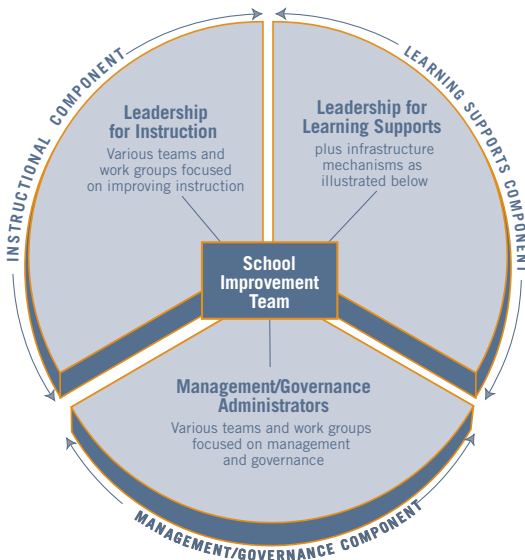 INSTRUCTIONAL COMPONENT
LEARNING SUPPORTS COMPONENT
Leadership
for Instruction
Various teams and
work groups focused
on improving instruction
Leadership for
Learning Supports
plus infrastructure
mechanisms as
illustrated below
School
Improvement
Team
Management/Governance
Administrators
Various teams and work groups
focused on management
and governance
MANAGEMENT/GOVERNANCE COMPONENT